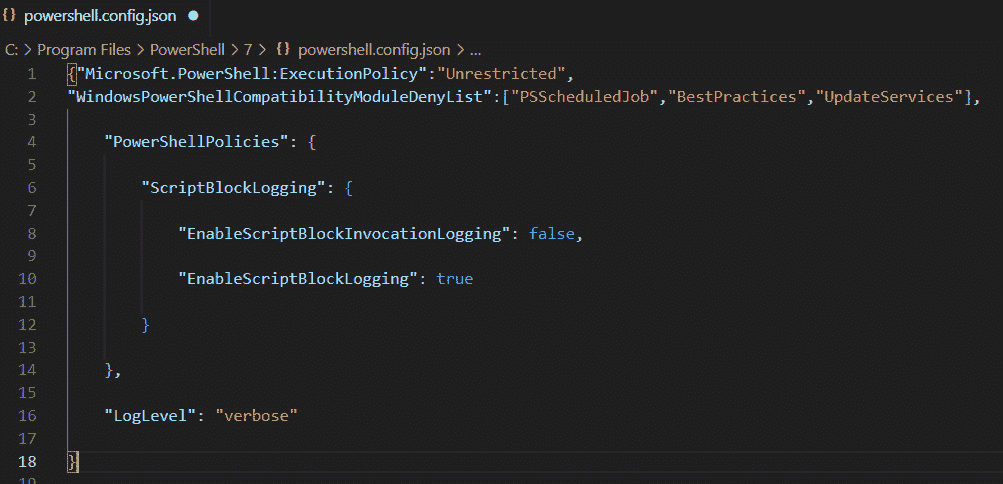 {} powershell.config.json ●
C: > Program Files > PowerShell > 7 > {} powershell.config.json > ...
1 {"Microsoft.PowerShell:ExecutionPolicy":"Unrestricted",
2 "WindowsPowerShellCompatibilityModuleDenyList":["PSScheduledJob","BestPractices","UpdateServices"],
3
4 "PowerShellPolicies": {
5
6 "ScriptBlockLogging": {
7
8 "EnableScriptBlockInvocationLogging": false,
9
10 "EnableScriptBlockLogging": true
11
12 }
13
14 },
15
16 "LogLevel": "verbose"
17
18 }
19